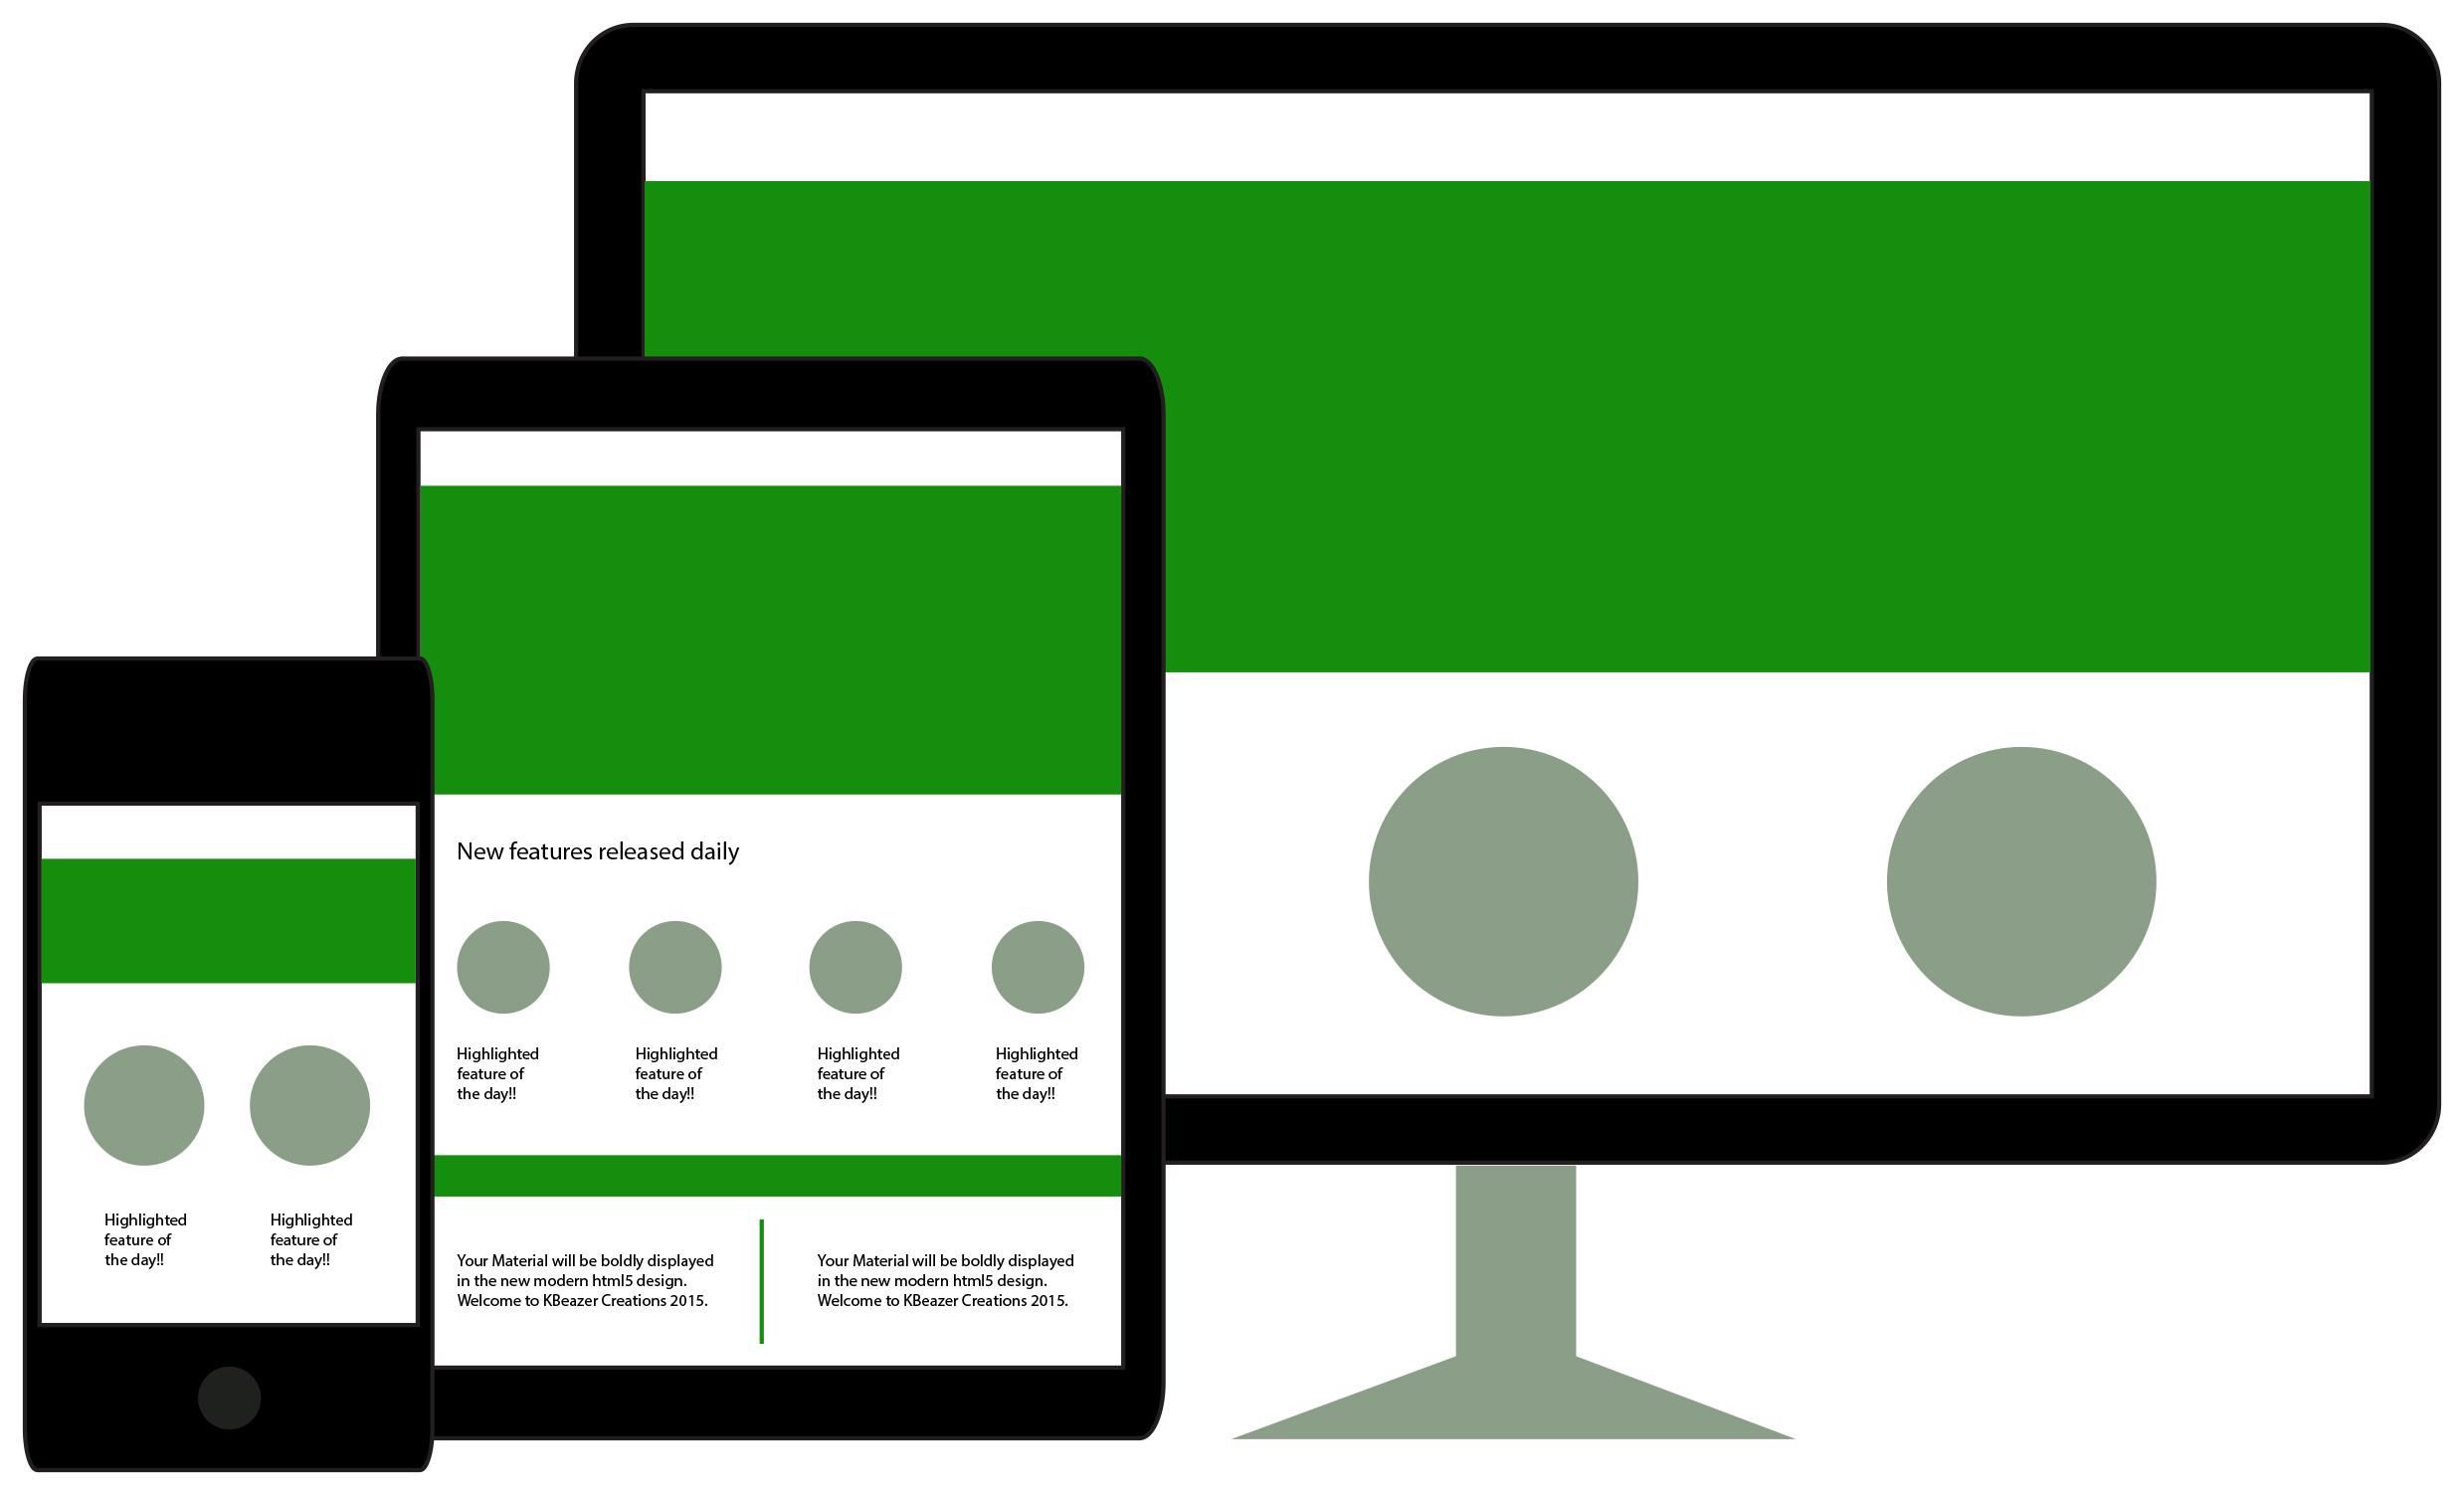 New features released daily
Highlighted
feature of
the day!!
Highlighted
feature of
the day!!
Highlighted
feature of
the day!!
Highlighted
feature of
the day!!
Your Material will be boldly displayed
in the new modern html5 design.
Welcome to KBeazer Creations 2015.
Your Material will be boldly displayed
in the new modern html5 design.
Welcome to KBeazer Creations 2015.
Highlighted
feature of
the day!!
Highlighted
feature of
the day!!